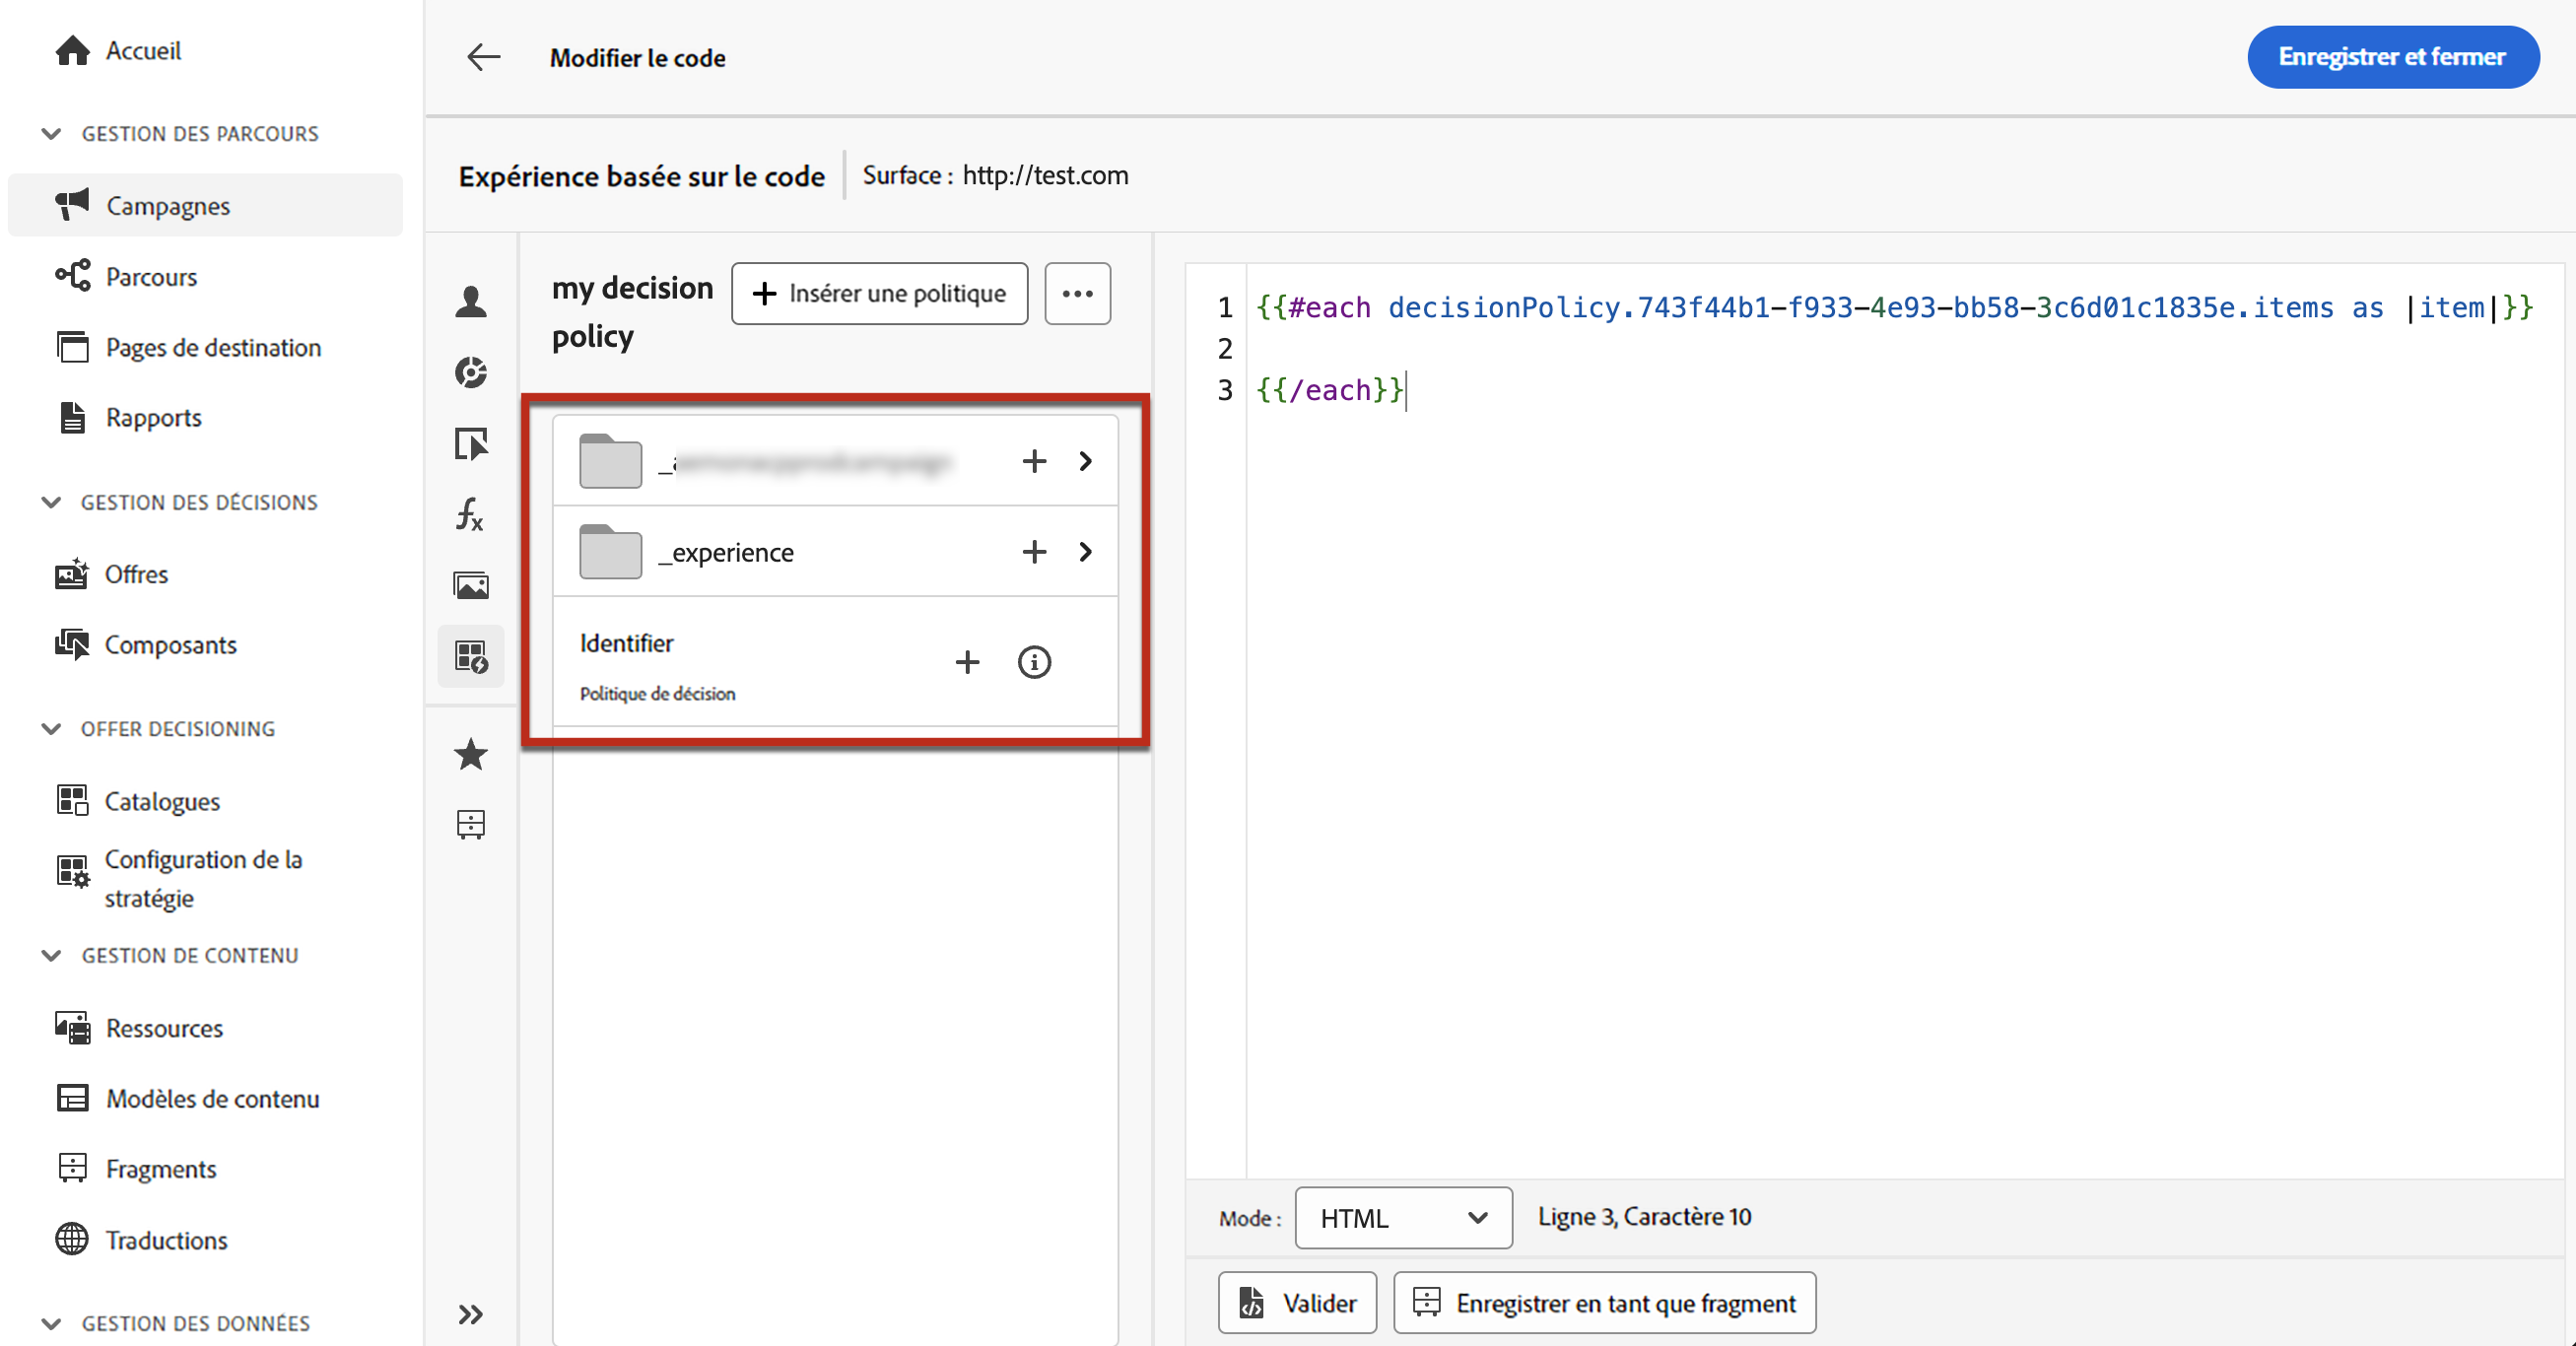 Accueil
GESTION DES PARCOURS
Campagnes
Parcours
Pages de destination
Rapports
GESTION DES DÉCISIONS
Offres
Composants
OFFER DECISIONING
Catalogues
Configuration de la
stratégie
GESTION DE CONTENU
Ressources
Modèles de contenu
Fragments
Traductions
GESTION DES DONNÉES
Modifier le code
Enregistrer et fermer
Expérience basée sur le code
Surface : http://test.com
my decision
policy
Insérer une politique
_experience
Identifier
Politique de décision
1 {{#each decisionPolicy.743f44b1-f933-4e93-bb58-3c6d01c1835e.items as |item|}}
2
3 {{/each}}
Mode : HTML Ligne 3, Caractère 10
Valider
Enregistrer en tant que fragment